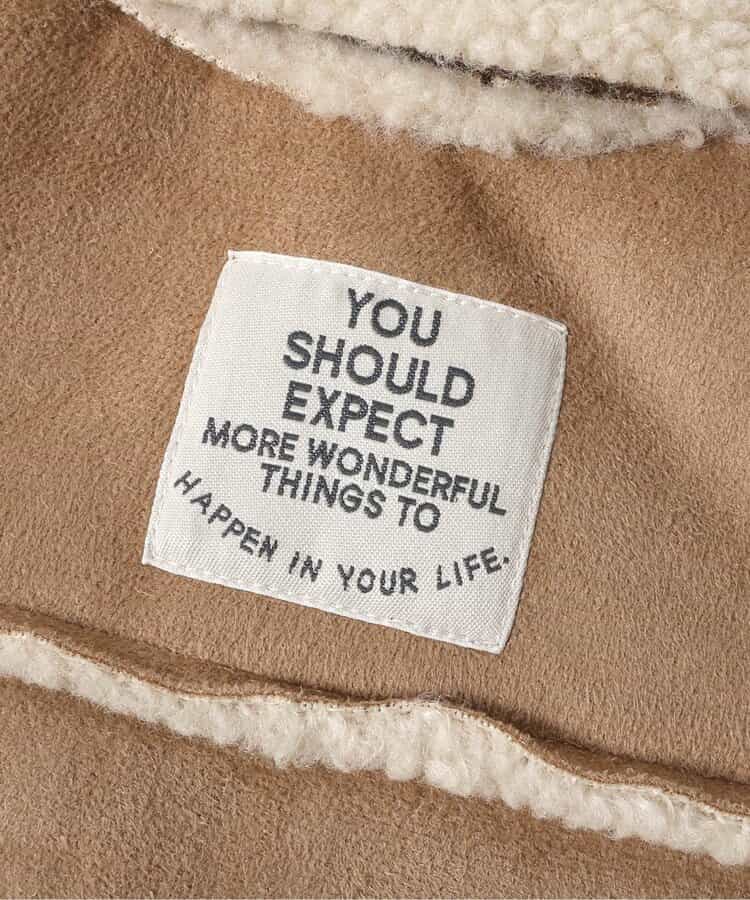 YOU
SHOULD
EXPECT
MORE WONDERFUL
THINGS TO
HAPPEN IN YOUR LIFE.